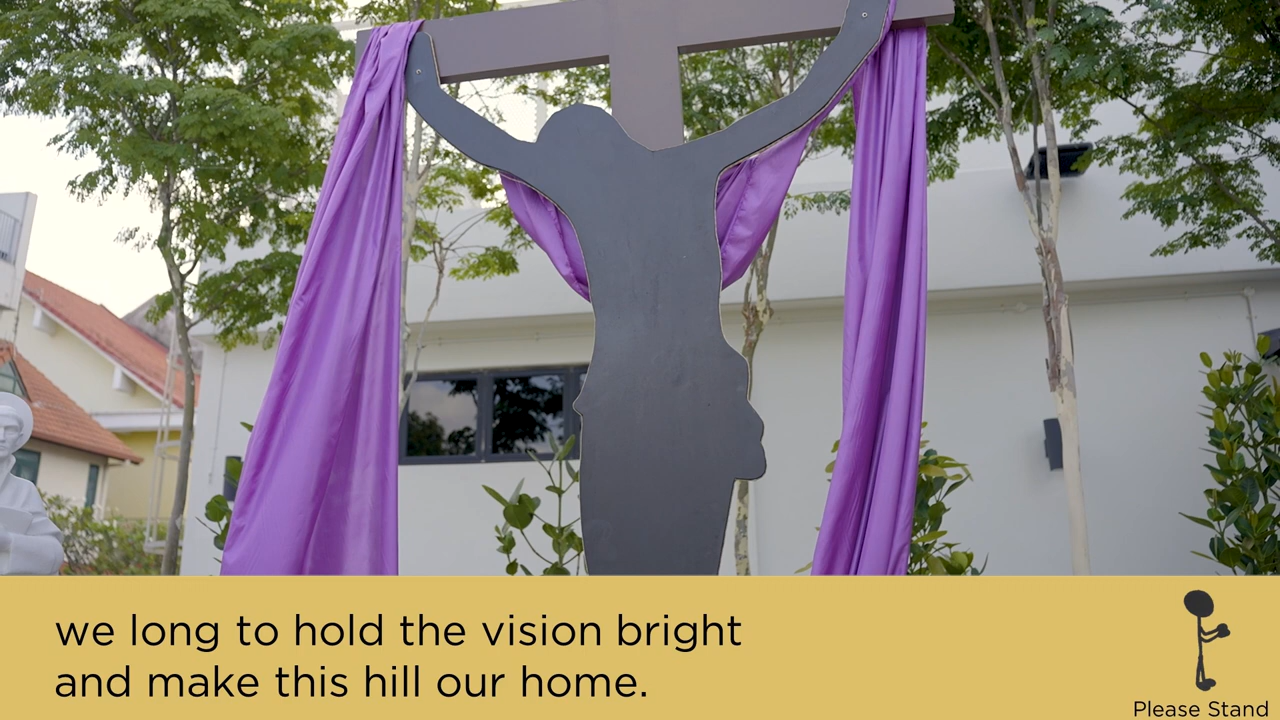 we long to hold the vision bright
and make this hill our home.
Please Stand